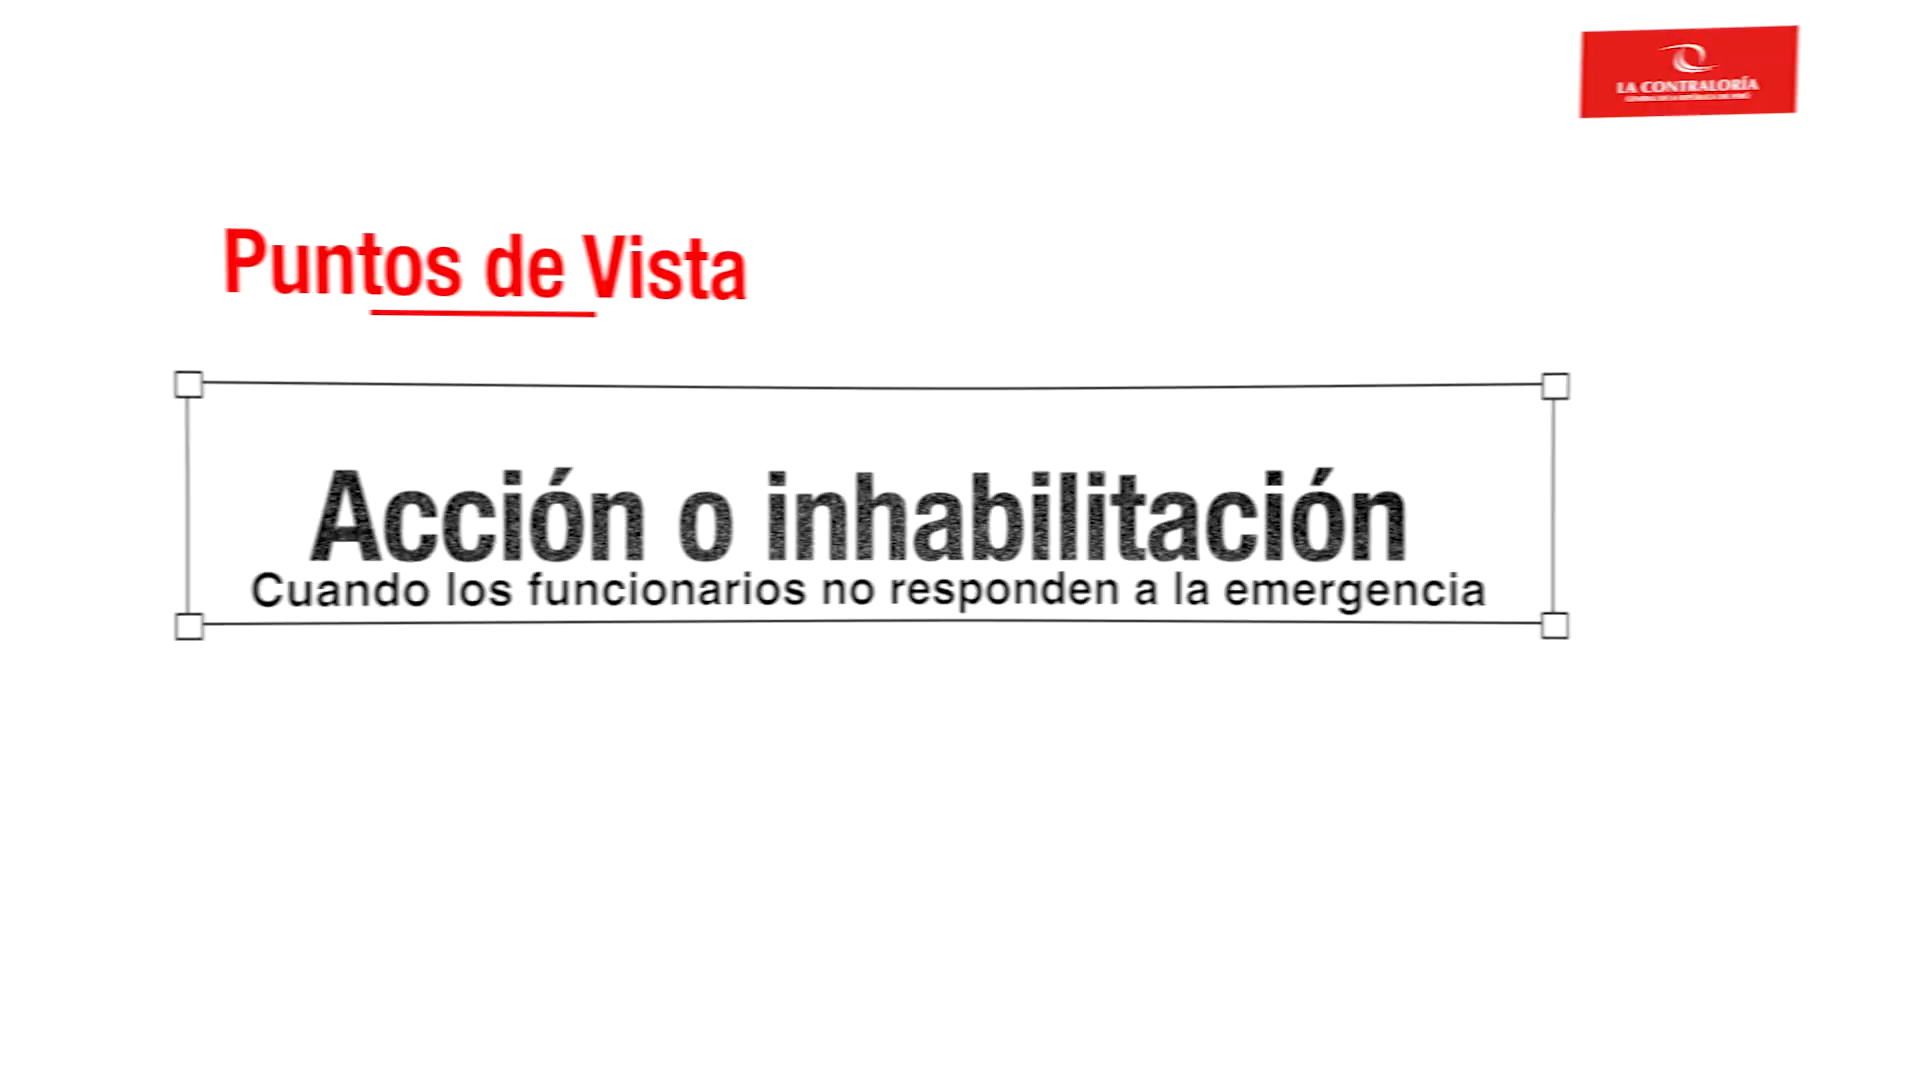 LA CONTRALORÍA
Puntos de Vista
Acción o inhabilitación
Cuando los funcionarios no responden a la emergencia